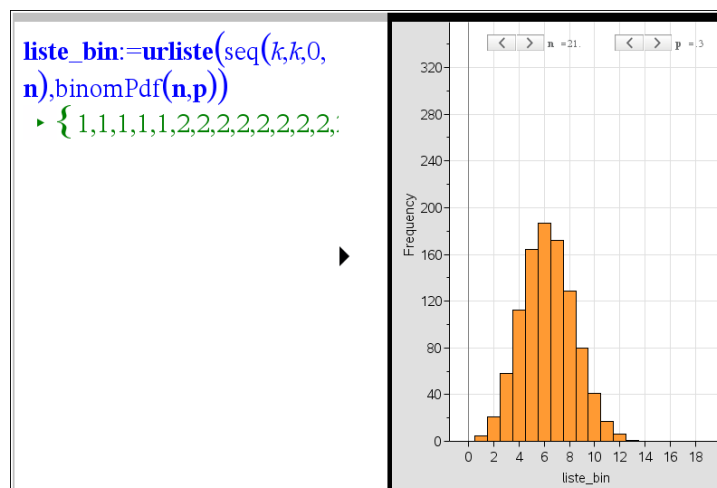 liste_bin:=urliste(seq(k,k,0,
n),binomPdf(n,p))
▸ {1,1,1,1,1,2,2,2,2,2,2,2,2,
n =21.
p =.3
320
280
240
200
160
120
80
40
0
Frequency
0 2 4 6 8 10 12 14 16 18
liste_bin